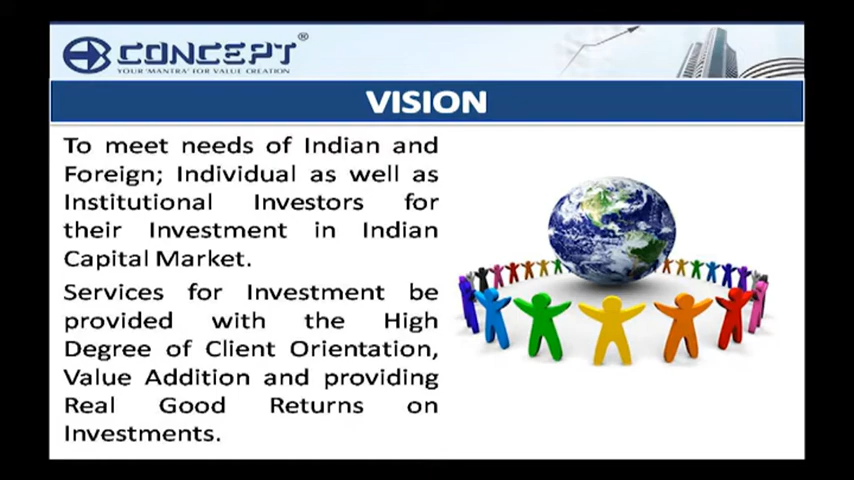 CONCEPT®
YOUR 'MANTRA' FOR VALUE CREATION
VISION
To meet needs of Indian and
Foreign; Individual as well as
Institutional Investors for
their Investment in Indian
Capital Market.
Services for Investment be
provided with the High
Degree of Client Orientation,
Value Addition and providing
Real Good Returns on
Investments.